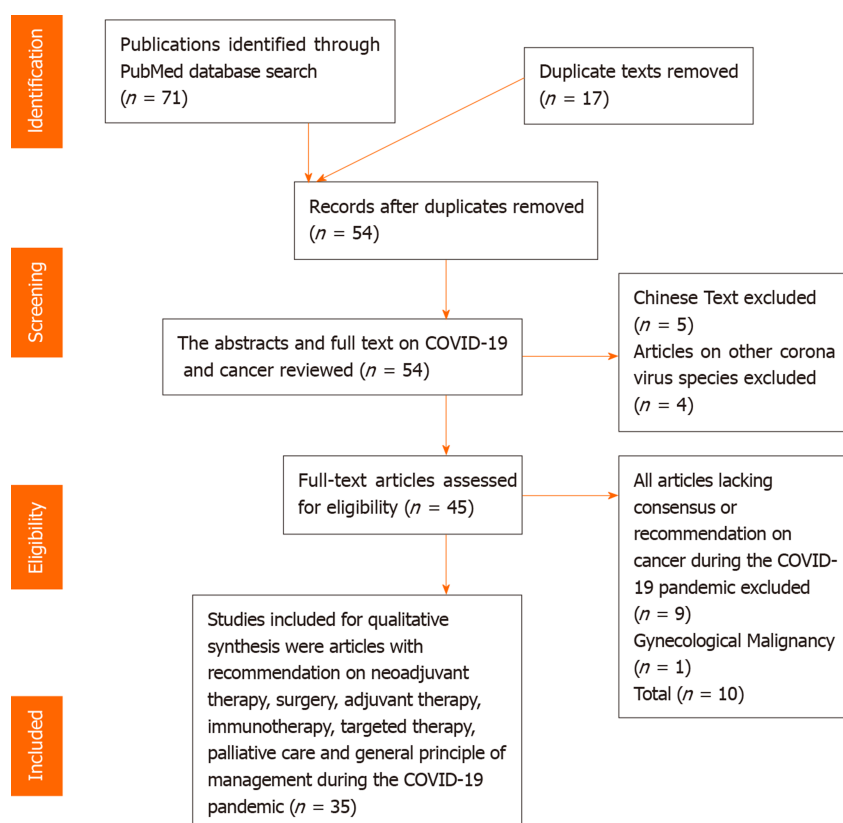 Identification
Publications identified through
PubMed database search
(n = 71)
Duplicate texts removed
(n = 17)
Records after duplicates removed
(n = 54)
Screening
The abstracts and full text on COVID-19
and cancer reviewed (n = 54)
Chinese Text excluded
(n = 5)
Articles on other corona
virus species excluded
(n = 4)
Eligibility
Full-text articles assessed
for eligibility (n = 45)
All articles lacking
consensus or
recommendation on
cancer during the COVID-
19 pandemic excluded
(n = 9)
Gynecological Malignancy
(n = 1)
Total (n = 10)
Included
Studies included for qualitative
synthesis were articles with
recommendation on neoadjuvant
therapy, surgery, adjuvant therapy,
immunotherapy, targeted therapy,
palliative care and general principle of
management during the COVID-19
pandemic (n = 35)